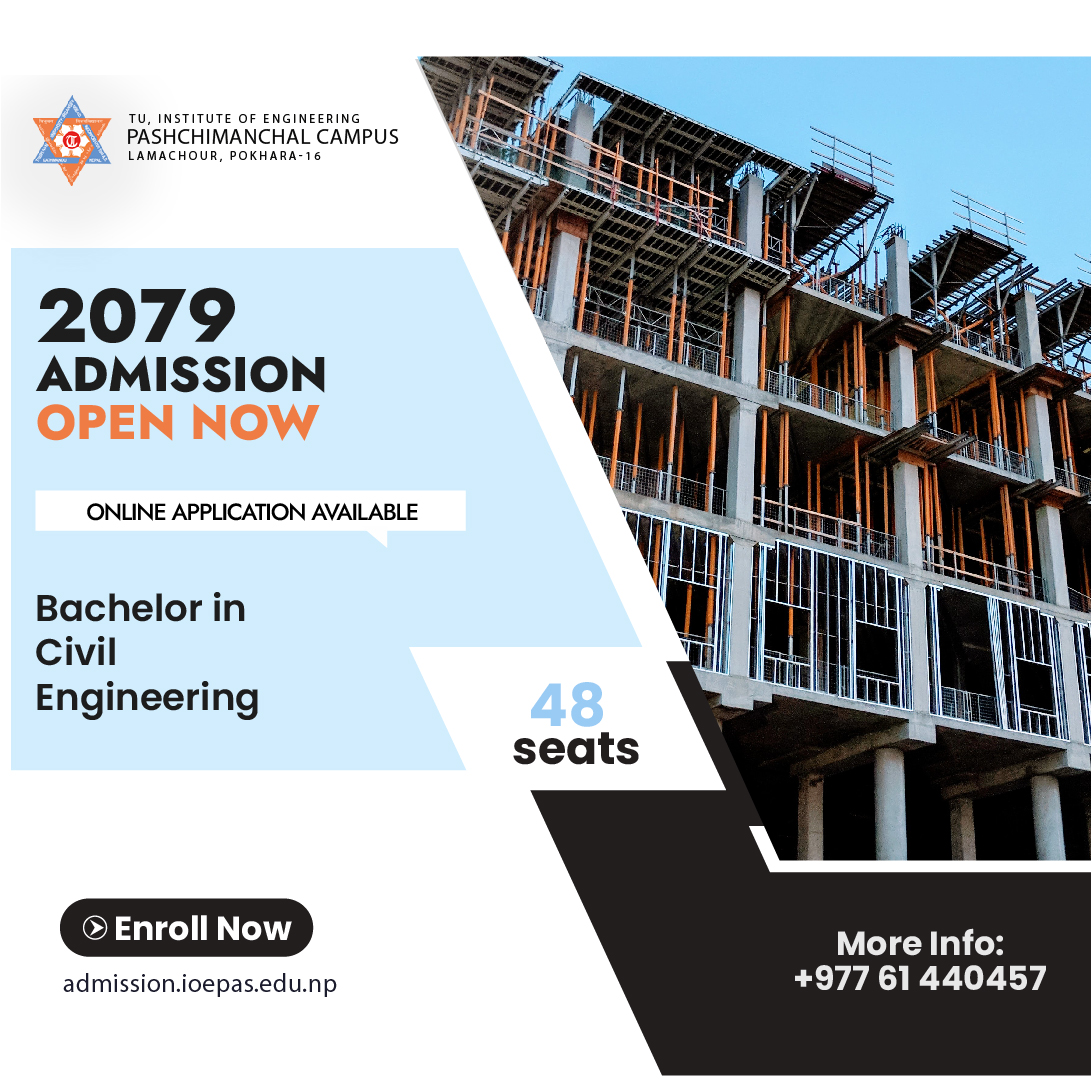 TU, INSTITUTE OF ENGINEERING
PASHCHIMANCHAL CAMPUS
LAMACHOUR, POKHARA-16
2079
ADMISSION
OPEN NOW
ONLINE APPLICATION AVAILABLE
Bachelor in
Civil
Engineering
48
seats
Enroll Now
admission.ioepas.edu.np
More Info:
+977 61 440457